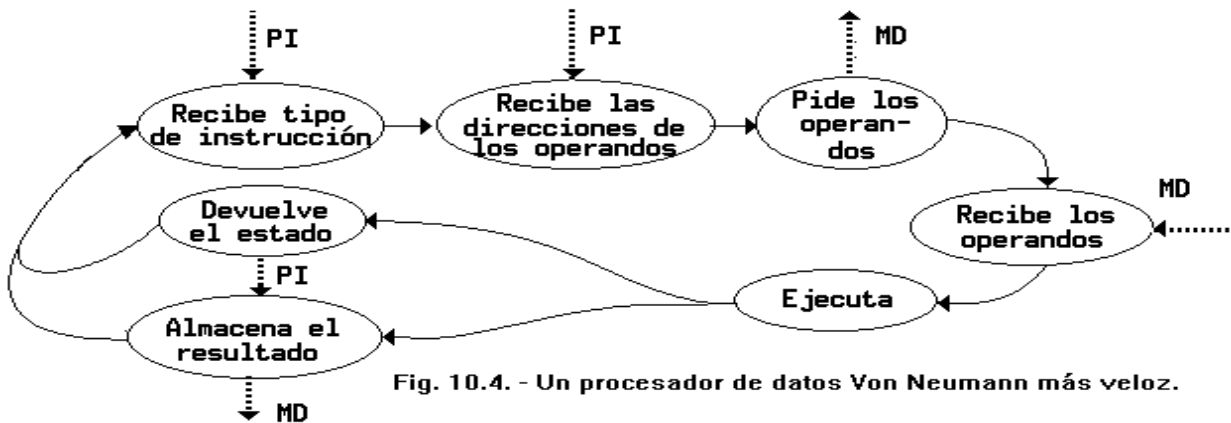 PI
PI
MD
Recibe tipo
de instrucción
Recibe las
direcciones de
los operandos
Pide los
operan-
dos
MD
Recibe los
operandos
Devuelve
el estado
PI
Ejecuta
Almacena el
resultado
MD
Fig. 10.4. - Un procesador de datos Von Neumann más veloz.